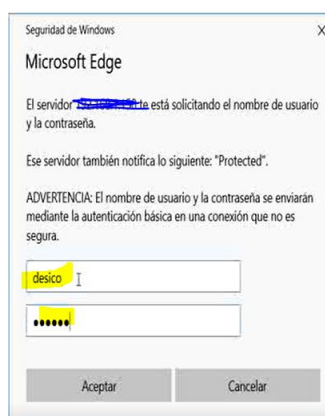 Seguridad de Windows X
Microsoft Edge
El servidor te está solicitando el nombre de usuario
y la contraseña.
Ese servidor también notifica lo siguiente: "Protected".
ADVERTENCIA: El nombre de usuario y la contraseña se enviarán
mediante la autenticación básica en una conexión que no es
segura.
desico
••••••
Aceptar Cancelar